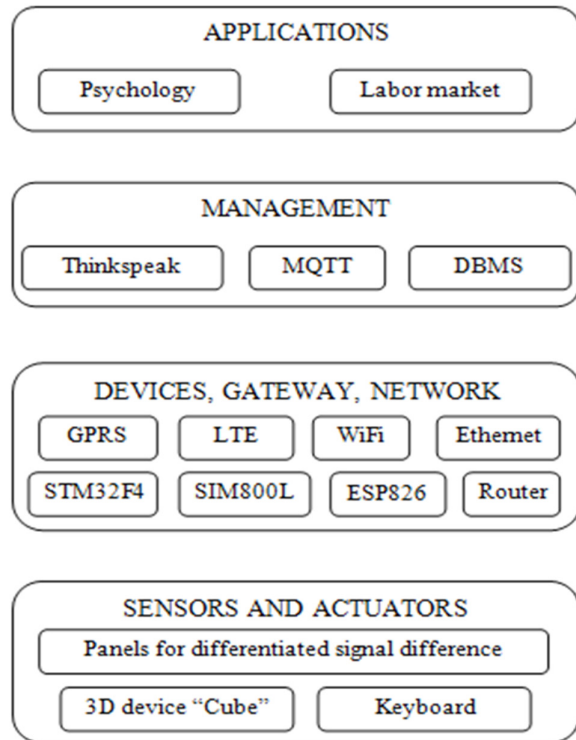 APPLICATIONS
Psychology Labor market
MANAGEMENT
Thinkspeak MQTT DBMS
DEVICES, GATEWAY, NETWORK
GPRS LTE WiFi Ethernet
STM32F4 SIM800L ESP826 Router
SENSORS AND ACTUATORS
Panels for differentiated signal difference
3D device “Cube” Keyboard